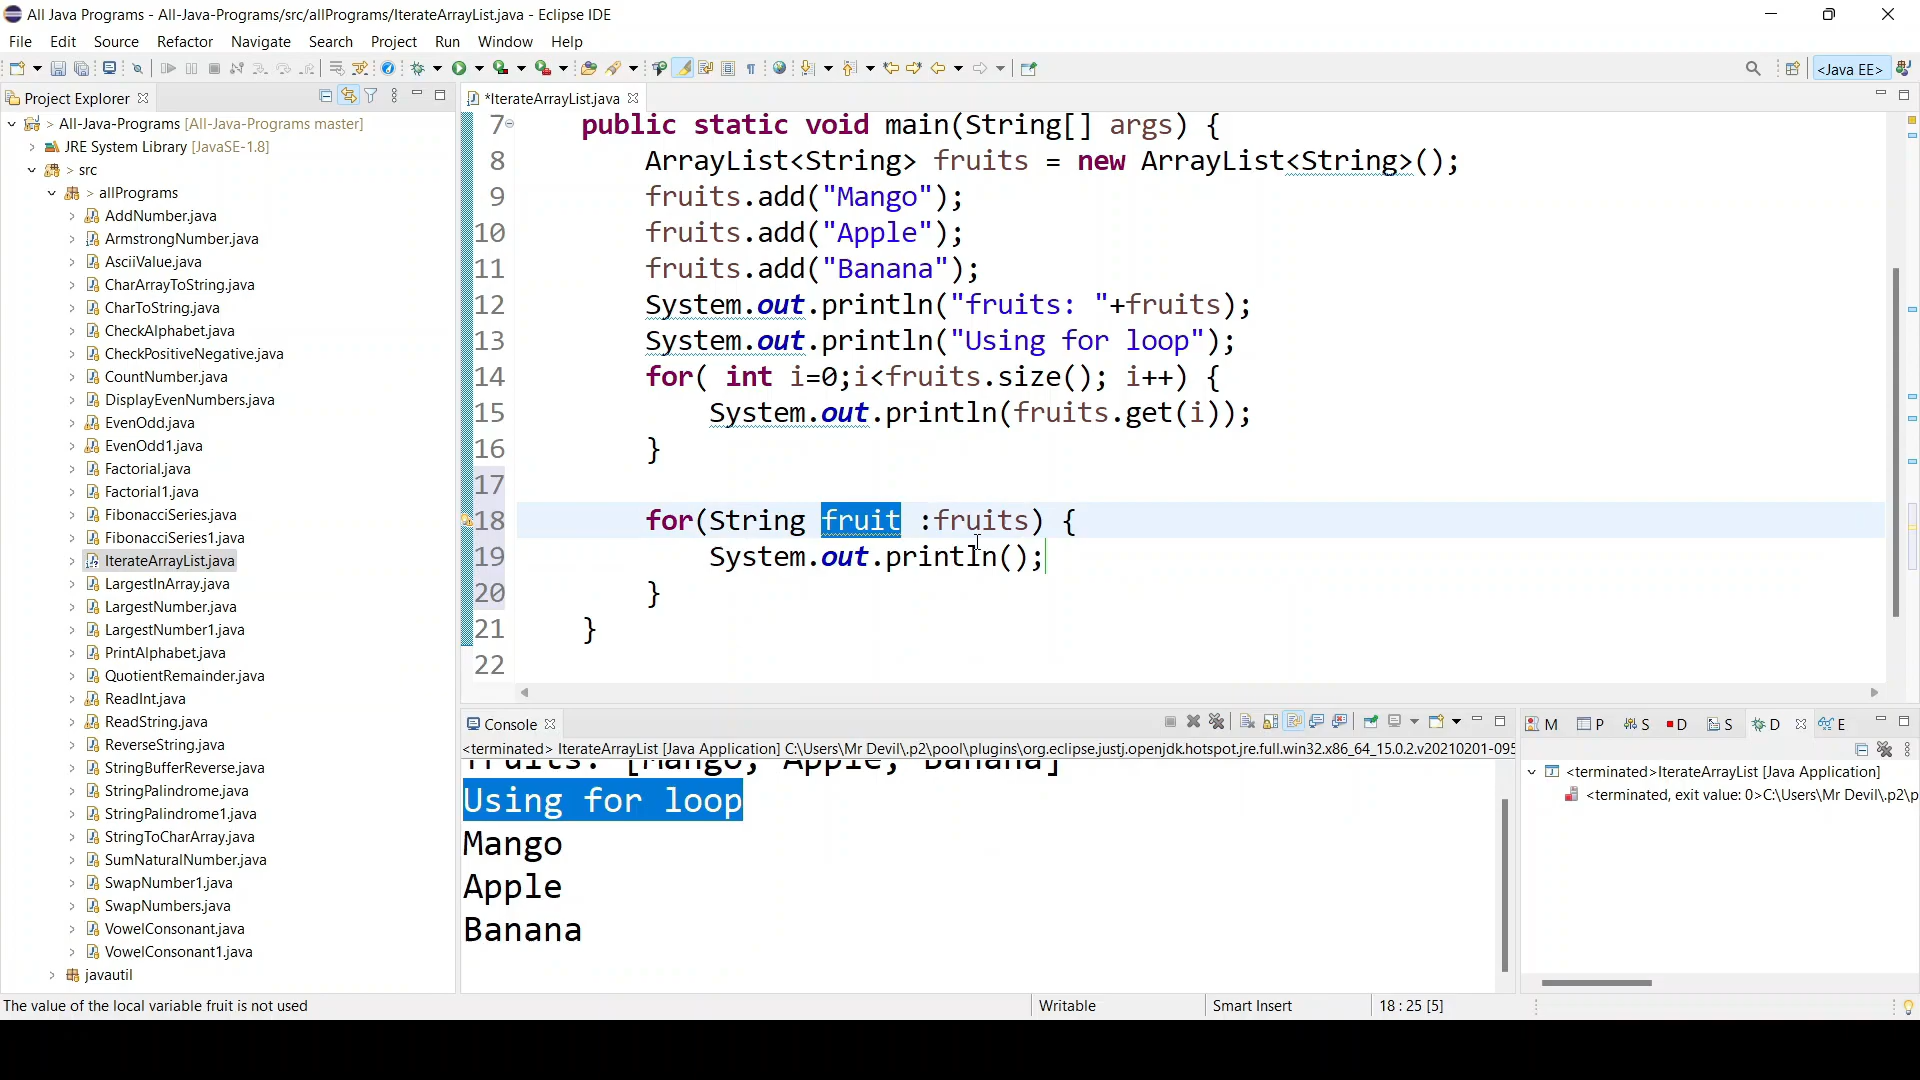 All Java Programs - All-Java-Programs/src/allPrograms/IterateArrayList.java - Eclipse IDE
File Edit Source Refactor Navigate Search Project Run Window Help
<Java EE>
Project Explorer
> All-Java-Programs [All-Java-Programs master]
JRE System Library [JavaSE-1.8]
> src
> allPrograms
AddNumber.java
ArmstrongNumber.java
AsciiValue.java
CharArrayToString.java
CharToString.java
CheckAlphabet.java
CheckPositiveNegative.java
CountNumber.java
DisplayEvenNumbers.java
EvenOdd.java
EvenOdd1.java
Factorial.java
Factorial1.java
FibonacciSeries.java
FibonacciSeries1.java
IterateArrayList.java
LargestInArray.java
LargestNumber.java
LargestNumber1.java
PrintAlphabet.java
QuotientRemainder.java
ReadInt.java
ReadString.java
ReverseString.java
StringBufferReverse.java
StringPalindrome.java
StringPalindrome1.java
StringToCharArray.java
SumNaturalNumber.java
SwapNumber1.java
SwapNumbers.java
VowelConsonant.java
VowelConsonant1.java
javautil
*IterateArrayList.java
7 public static void main(String[] args) {
8 ArrayList<String> fruits = new ArrayList<String>();
9 fruits.add("Mango");
10 fruits.add("Apple");
11 fruits.add("Banana");
12 System.out.println("fruits: "+fruits);
13 System.out.println("Using for loop");
14 for( int i=0;i<fruits.size(); i++) {
15 System.out.println(fruits.get(i));
16 }
17
18 for(String fruit :fruits) {
19 System.out.println();
20 }
21 }
22
Console
<terminated> IterateArrayList [Java Application] C:\Users\Mr Devil\.p2\pool\plugins\org.eclipse.justj.openjdk.hotspot.jre.full.win32.x86_64_15.0.2.v20210201-095
fruits: [Mango, Apple, Banana]
Using for loop
Mango
Apple
Banana
M P S D S D E
<terminated>IterateArrayList [Java Application]
<terminated, exit value: 0>C:\Users\Mr Devil\.p2\p
The value of the local variable fruit is not used
Writable
Smart Insert
18 : 25 [5]